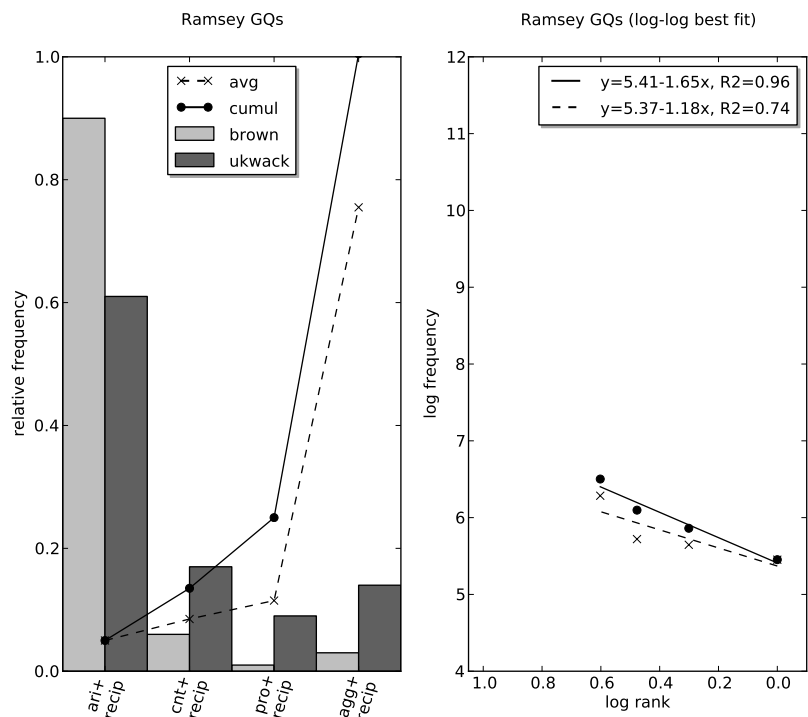 Ramsey GQs
1.0
0.8
0.6
0.4
0.2
0.0
relative frequency
avg
cumul
brown
ukwack
ari+
recip
cnt+
recip
pro+
recip
agg+
recip
Ramsey GQs (log-log best fit)
12
11
10
9
8
7
6
5
4
log frequency
y=5.41-1.65x, R2=0.96
y=5.37-1.18x, R2=0.74
1.0 0.8 0.6 0.4 0.2 0.0
log rank